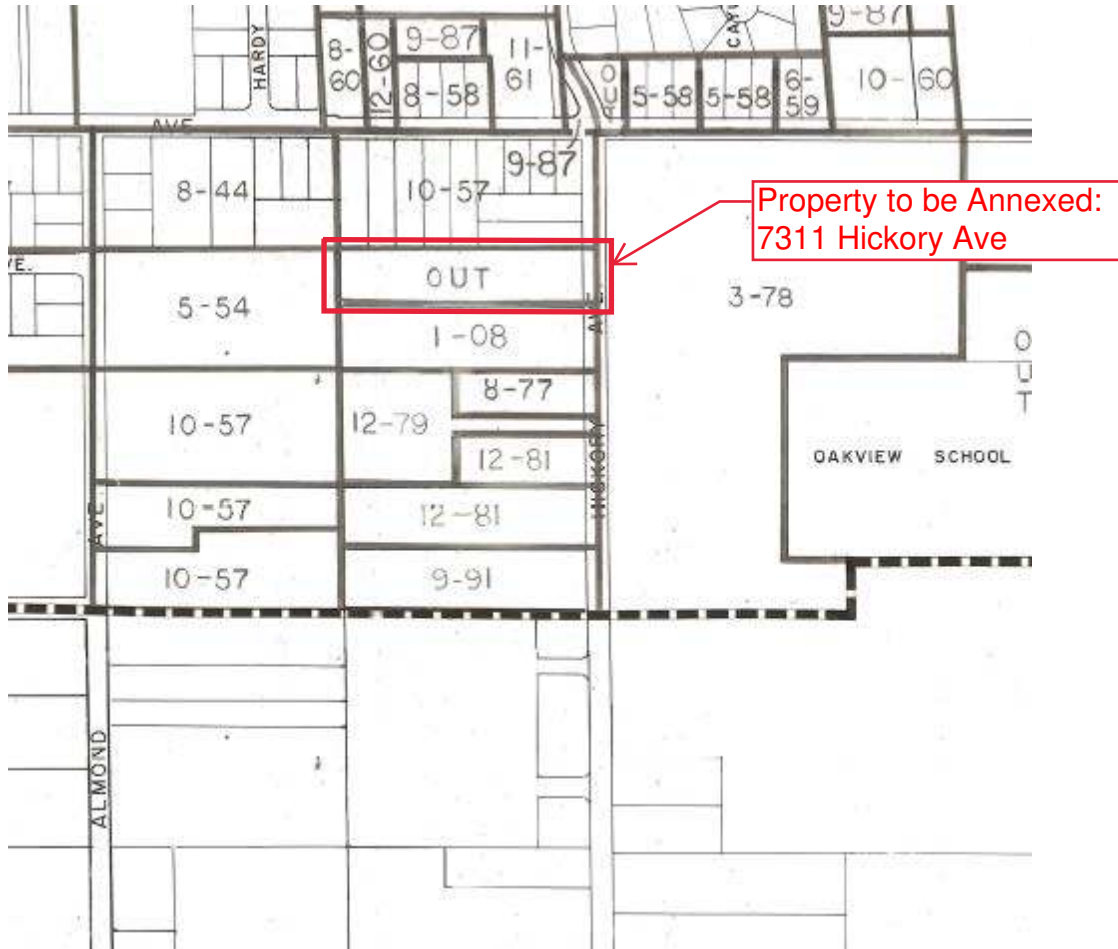 HARDY
8-
60
12-60
9-87
8-58
11-
61
OUT
5-58
5-58
6-
59
9-87
10-60
AVE
8-44
10-57
9-87
Property to be Annexed:
7311 Hickory Ave
VE.
5-54
OUT
AVE.
3-78
1-08
OUT
10-57
12-79
8-77
12-81
HICKORY
OAKVIEW SCHOOL
AVE.
10-57
12-81
10-57
9-91
ALMOND